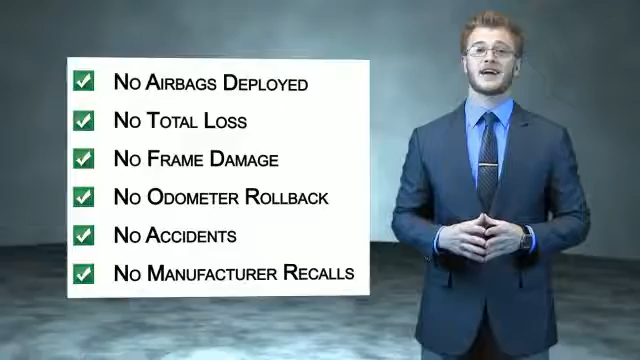 No Airbags Deployed
No Total Loss
No Frame Damage
No Odometer Rollback
No Accidents
No Manufacturer Recalls